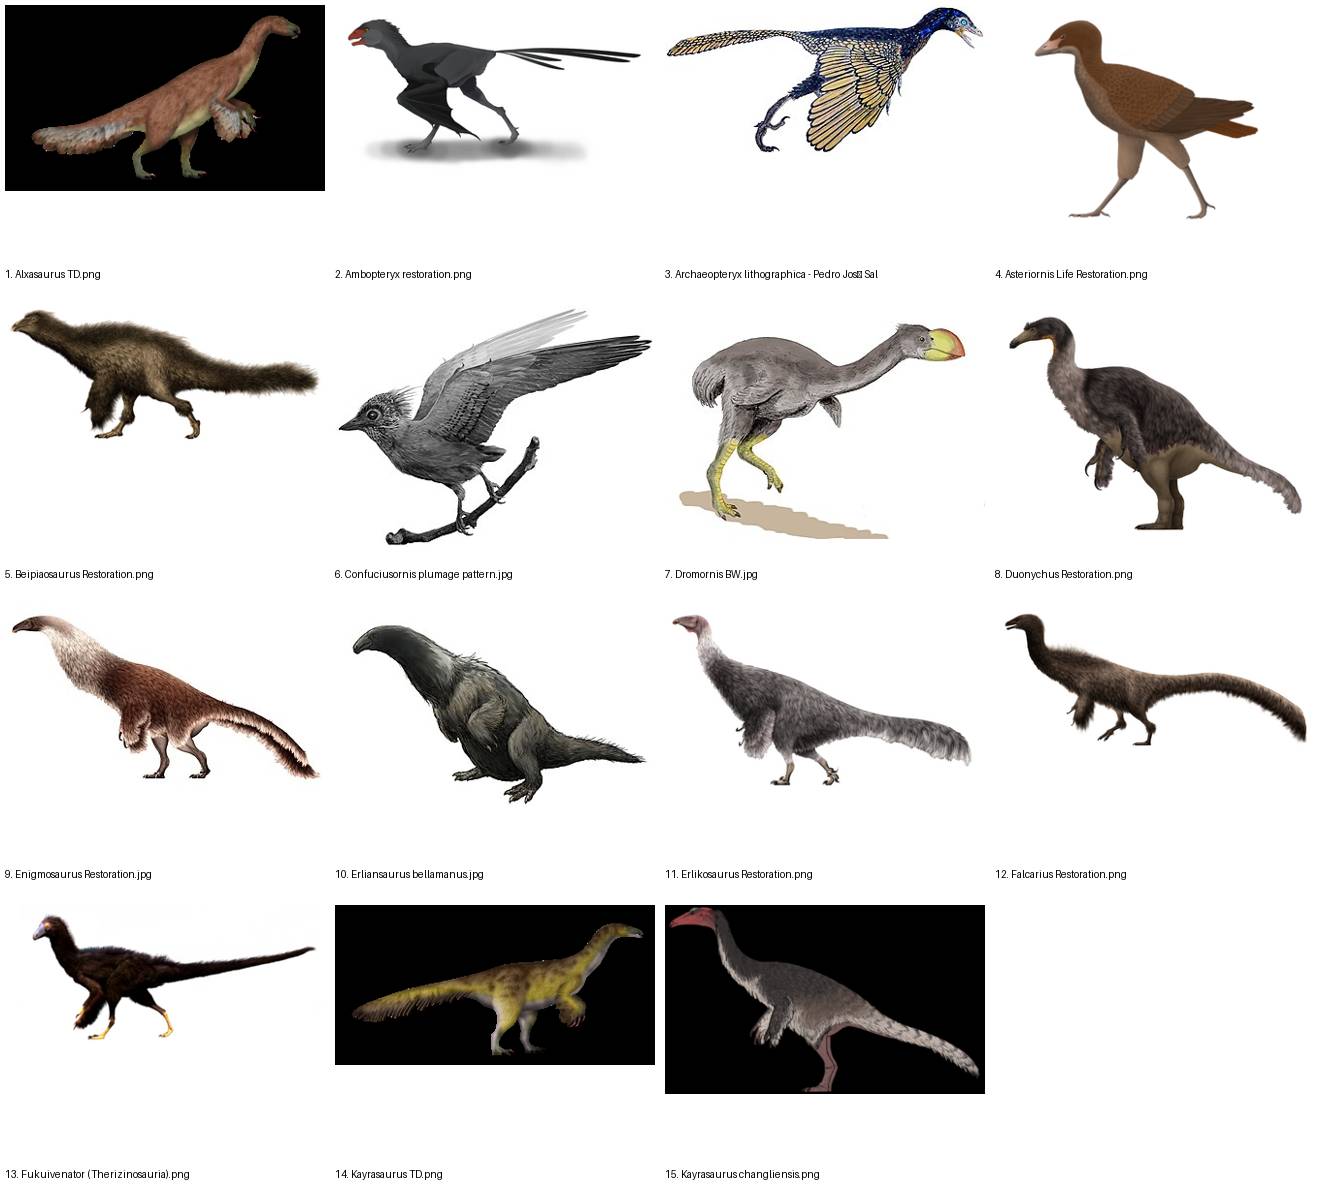 1. Alxasaurus TD.png
2. Ambopteryx restoration.png
3. Archaeopteryx lithographica - Pedro Jos Sal
4. Asteriornis Life Restoration.png
5. Beipiaosaurus Restoration.png
6. Confuciusornis plumage pattern.jpg
7. Dromornis BW.jpg
8. Duonychus Restoration.png
9. Enigmosaurus Restoration.jpg
10. Erliansaurus bellamanus.jpg
11. Erlikosaurus Restoration.png
12. Falcarius Restoration.png
13. Fukuivenator (Therizinosauria).png
14. Kayrasaurus TD.png
15. Kayrasaurus changliensis.png